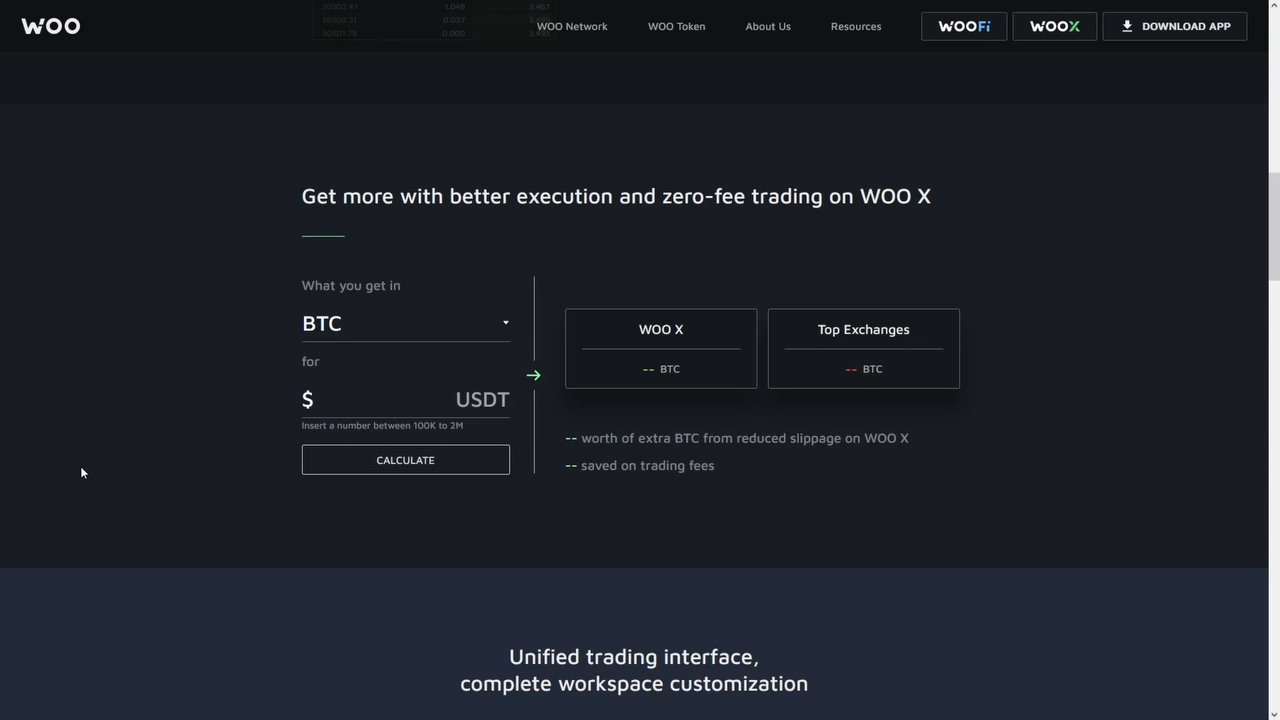 WOO
WOO Network
WOO Token
About Us
Resources
WOOFi
WOOX
DOWNLOAD APP
Get more with better execution and zero-fee trading on WOO X
What you get in
BTC
for
$ USDT
Insert a number between 100K to 2M
CALCULATE
WOO X
-- BTC
Top Exchanges
-- BTC
-- worth of extra BTC from reduced slippage on WOO X
-- saved on trading fees
Unified trading interface,
complete workspace customization